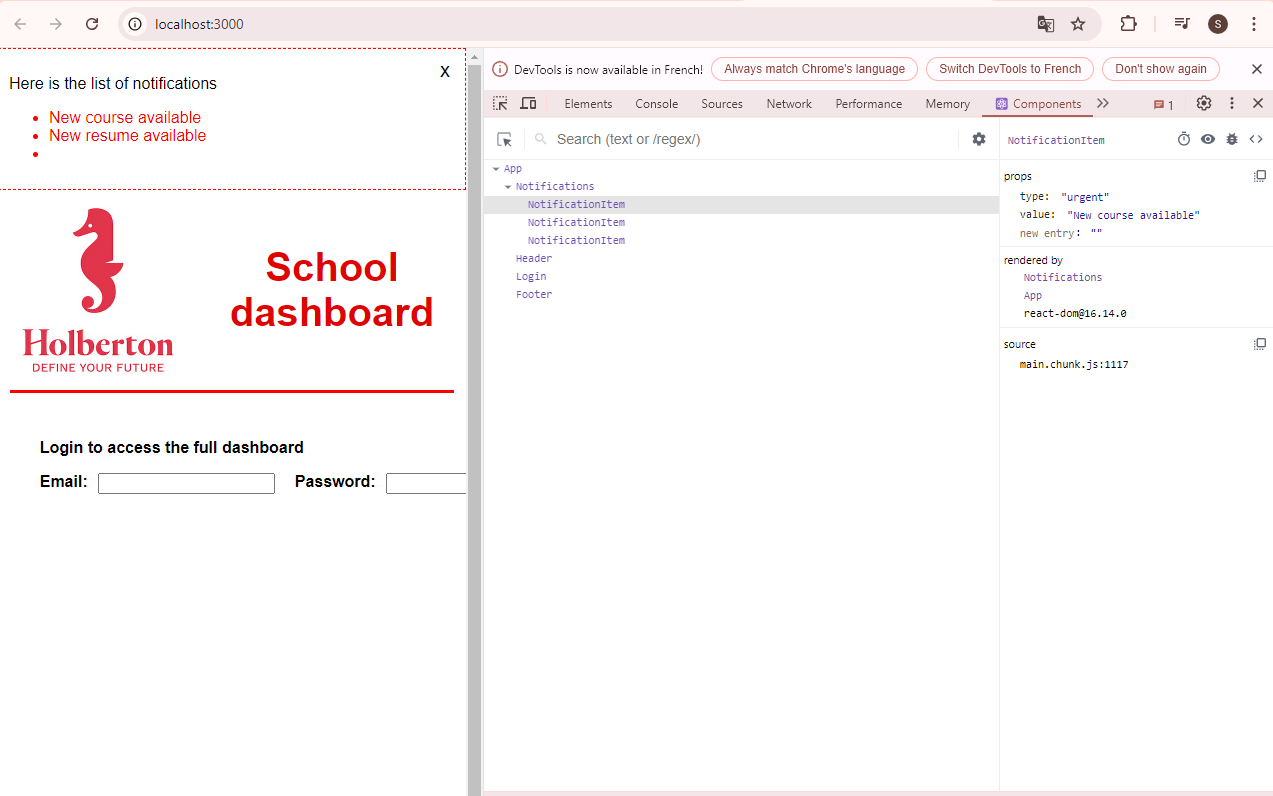 localhost:3000
S
X
Here is the list of notifications
New course available
New resume available
Holberton
DEFINE YOUR FUTURE
School
dashboard
Login to access the full dashboard
Email:
Password:
DevTools is now available in French!
Always match Chrome's language
Switch DevTools to French
Don't show again
Elements
Console
Sources
Network
Performance
Memory
Components
1
Search (text or /regex/)
App
Notifications
NotificationItem
NotificationItem
NotificationItem
Header
Login
Footer
NotificationItem
props
type: "urgent"
value: "New course available"
new entry: ""
rendered by
Notifications
App
react-dom@16.14.0
source
main.chunk.js:1117